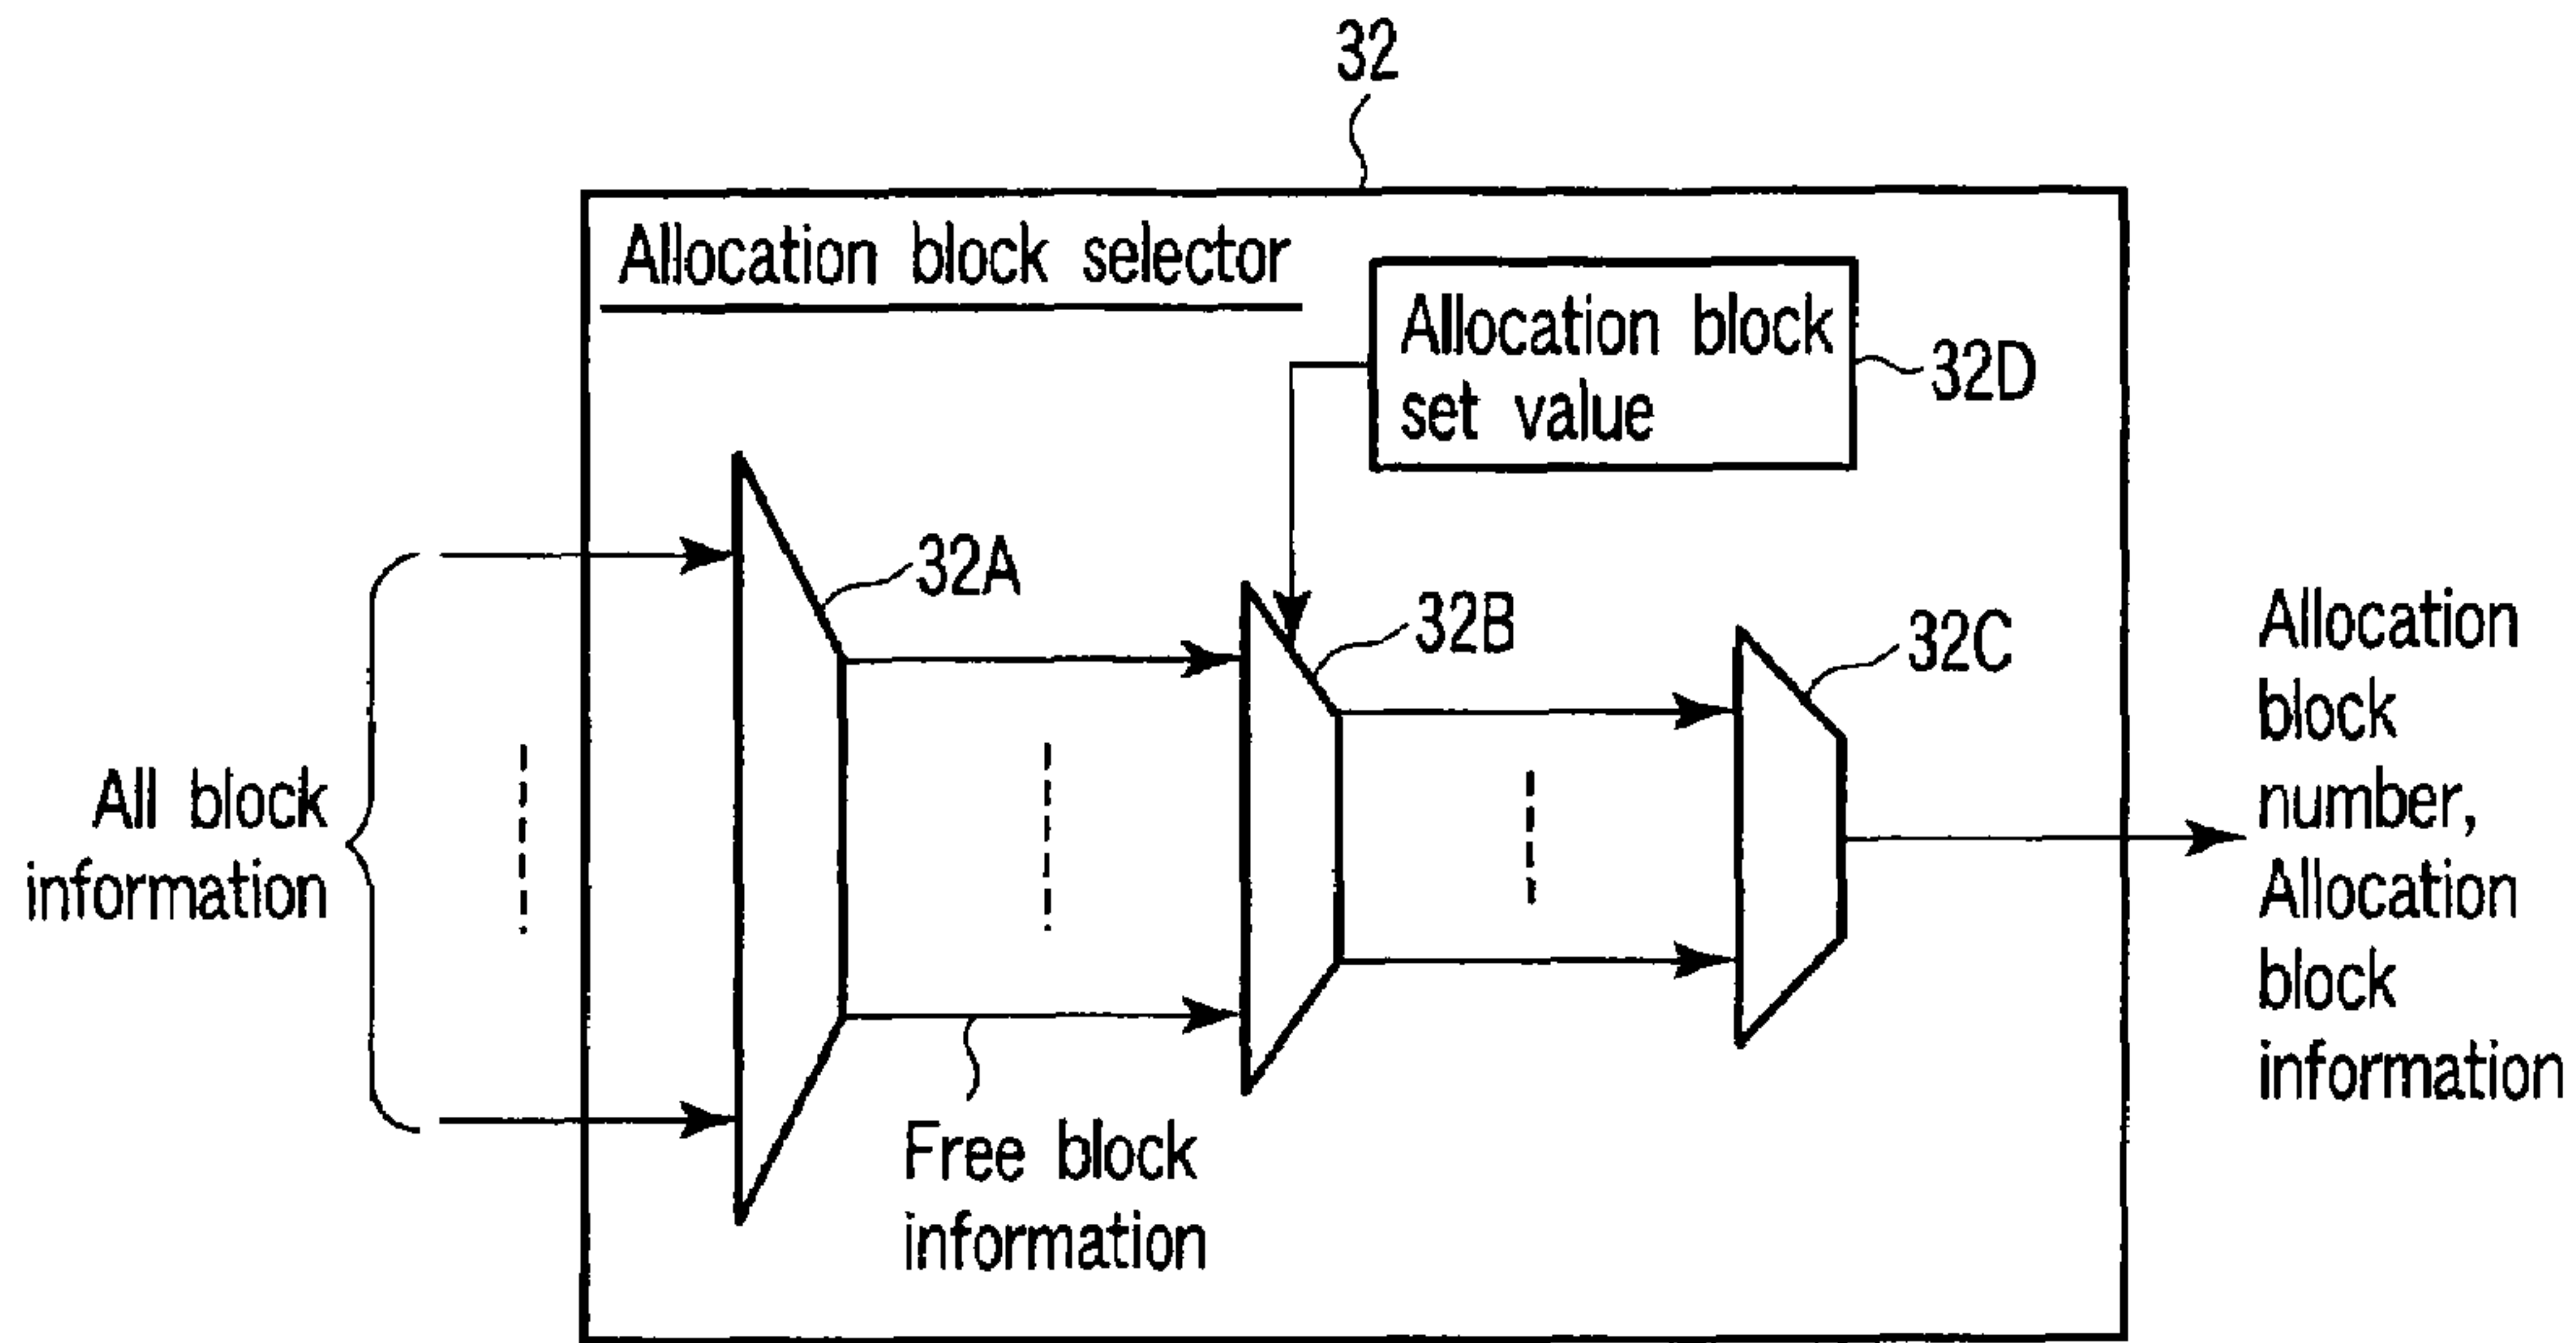 32
Allocation block selector
Allocation block
set value
32D
32A
32B
32C
All block
information
Free block
information
Allocation
block
number,
Allocation
block
information